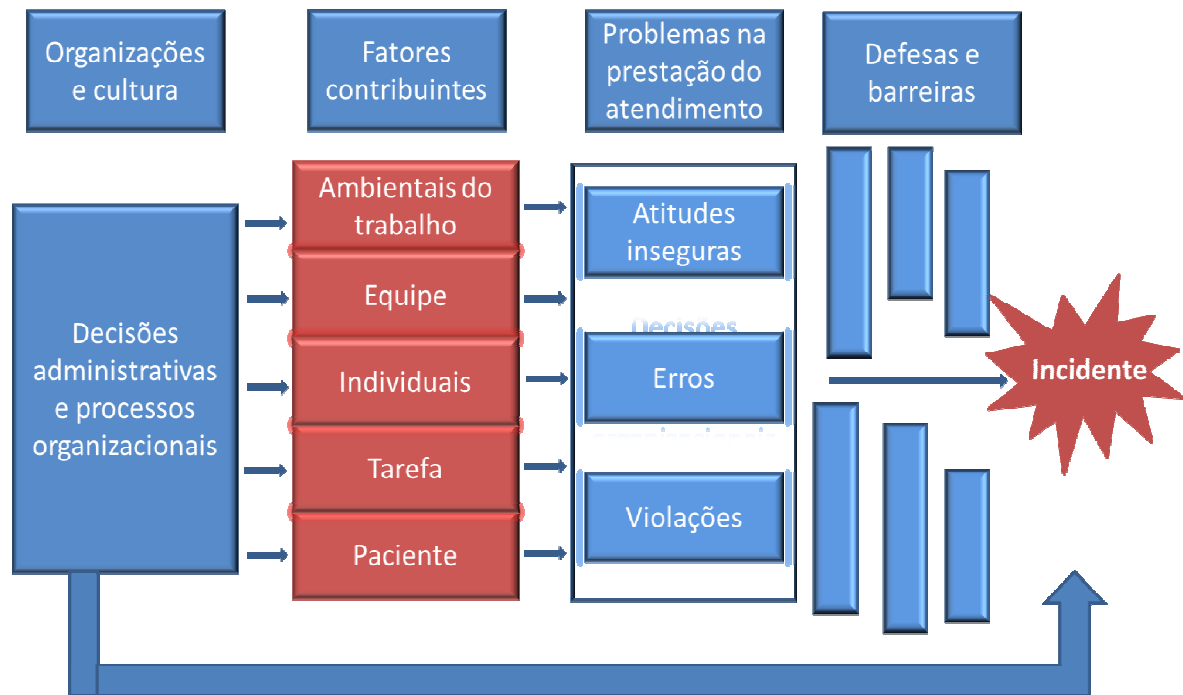 Organizações
e cultura
Fatores
contribuintes
Problemas na
prestação do
atendimento
Defesas e
barreiras
Decisões
administrativas
e processos
organizacionais
Ambientais do
trabalho
Equipe
Individuais
Tarefa
Paciente
Atitudes
inseguras
Decisões
Erros
Violações
Incidente